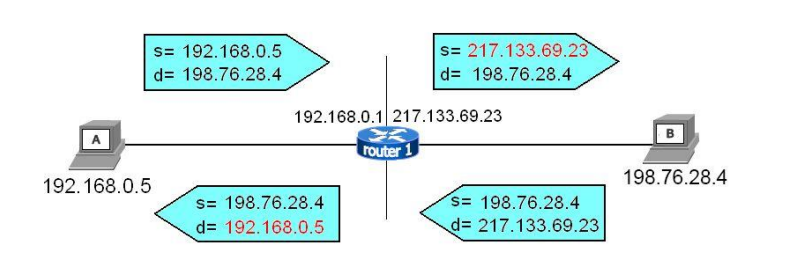 s= 192.168.0.5
d= 198.76.28.4
s= 217.133.69.23
d= 198.76.28.4
192.168.0.1
217.133.69.23
A
router 1
B
192.168.0.5
198.76.28.4
s= 198.76.28.4
d= 192.168.0.5
s= 198.76.28.4
d= 217.133.69.23